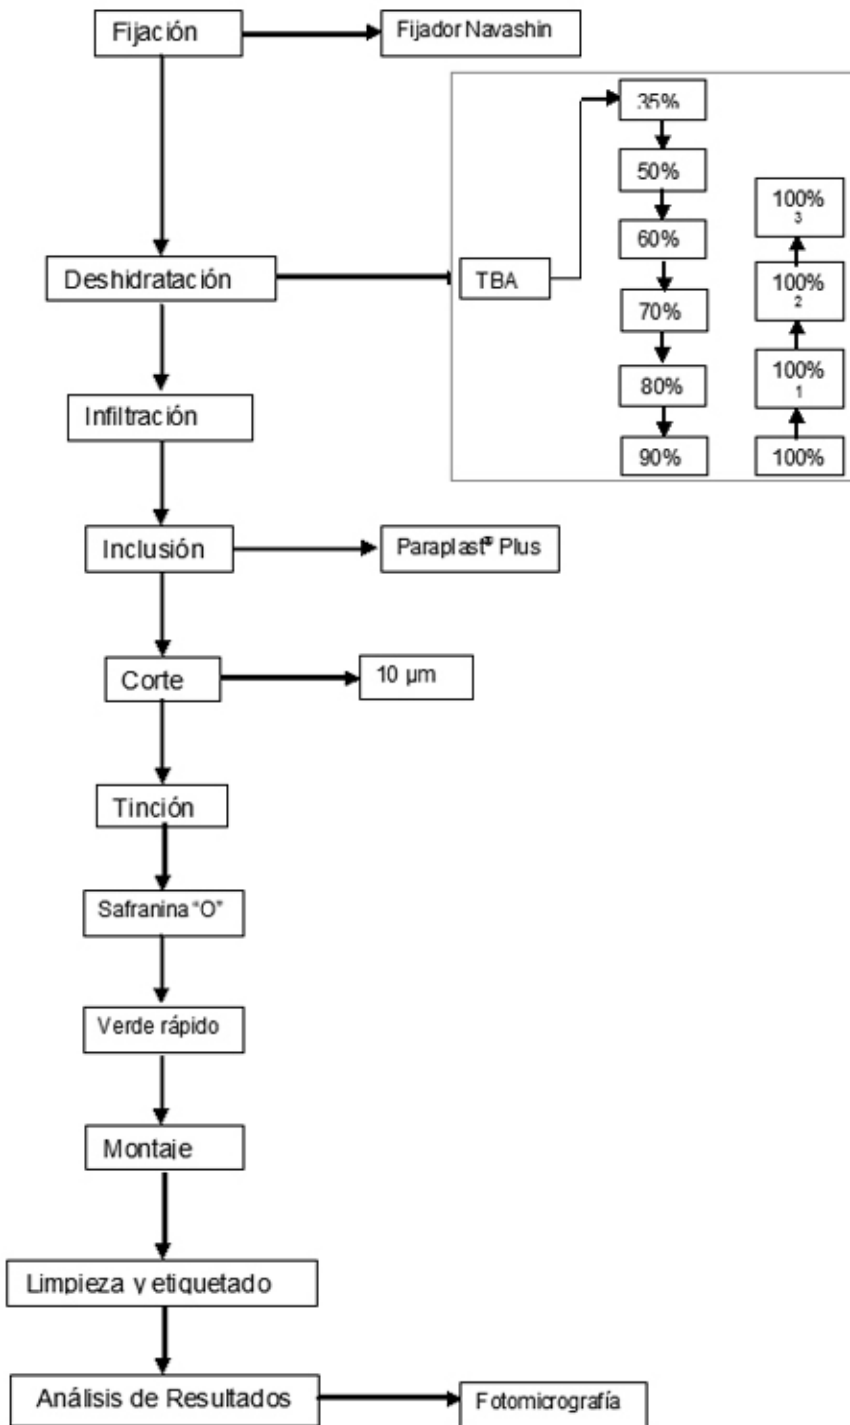 Fijación
Fijador Navashin
Deshidratación
TBA
35%
50%
60%
70%
80%
90%
100%
100%
1
100%
2
100%
3
Infiltración
Inclusión
Paraplast® Plus
Corte
10 µm
Tinción
Safranina “O”
Verde rápido
Montaje
Limpieza y etiquetado
Análisis de Resultados
Fotomicrografía